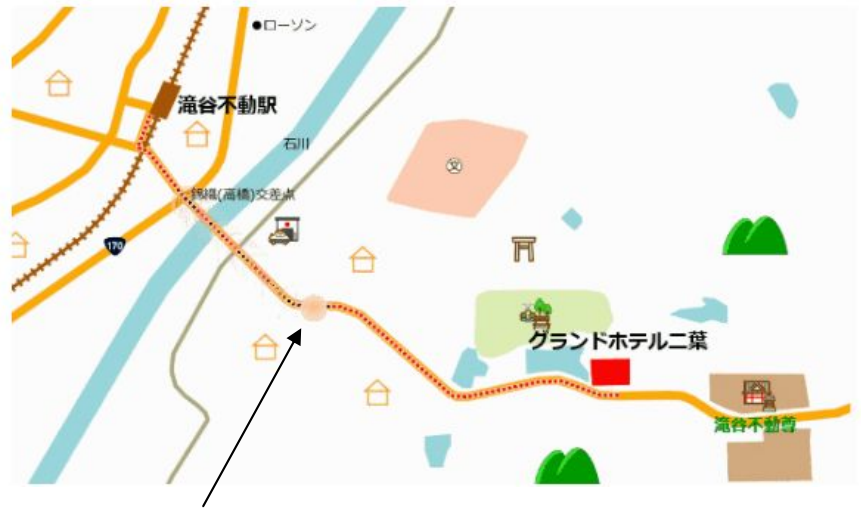 ●ローソン
滝谷不動駅
石川
錦織(高橋)交差点
文
170
グランドホテル二葉
滝谷不動尊